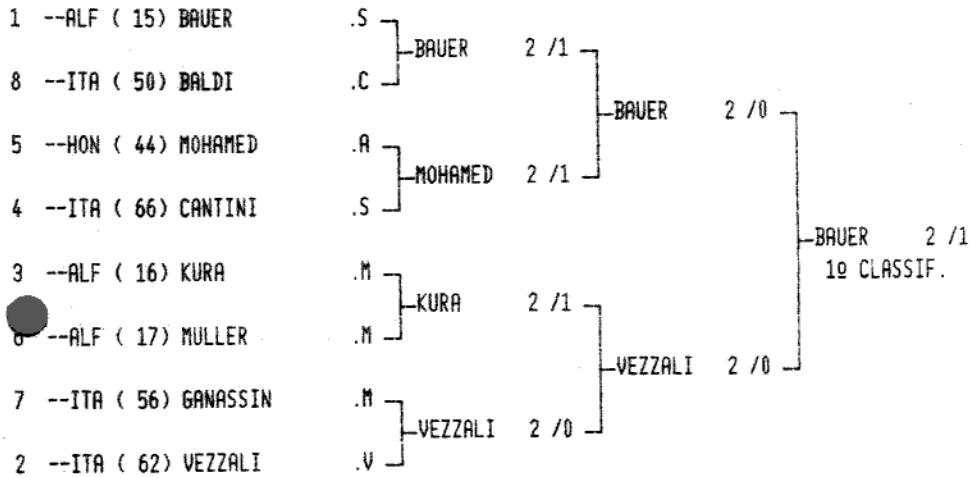 1 --ALF ( 15) BAUER .S
BAUER 2 /1
8 --ITA ( 50) BALDI .C
BAUER 2 /0
5 --HON ( 44) MOHAMED .A
MOHAMED 2 /1
4 --ITA ( 66) CANTINI .S
BAUER 2 /1
1º CLASSIF.
3 --ALF ( 16) KURA .M
KURA 2 /1
--ALF ( 17) MULLER .M
VEZZALI 2 /0
7 --ITA ( 56) GANASSIN .M
VEZZALI 2 /0
2 --ITA ( 62) VEZZALI .V